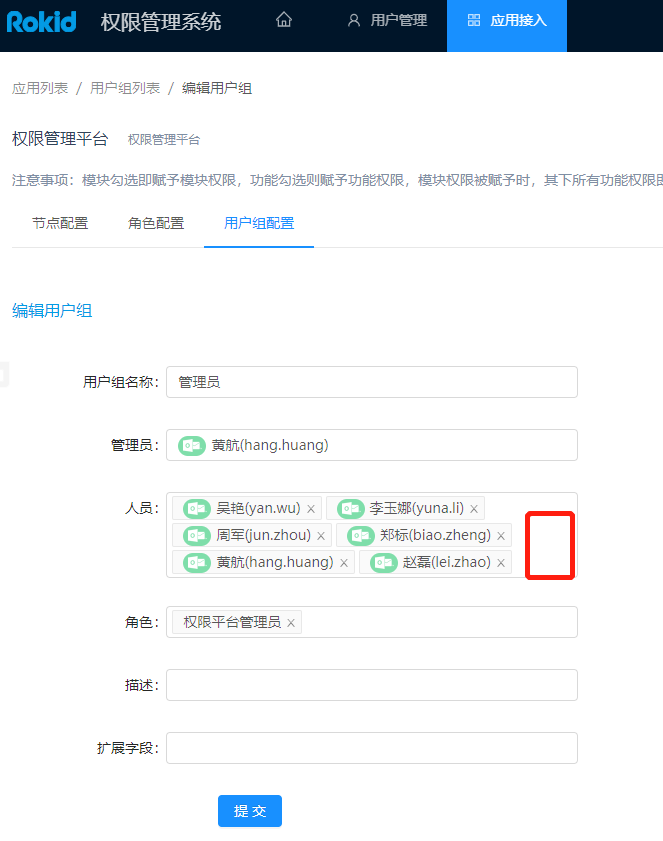 Rokid 权限管理系统 用户管理 应用接入
应用列表 / 用户组列表 / 编辑用户组
权限管理平台 权限管理平台
注意事项：模块勾选即赋予模块权限，功能勾选则赋予功能权限，模块权限被赋予时，其下所有功能权限
节点配置 角色配置 用户组配置
编辑用户组
用户组名称： 管理员
管理员： 黄航(hang.huang)
人员： 吴艳(yan.wu) × 李玉娜(yuna.li) ×
周军(jun.zhou) × 郑标(biao.zheng) ×
黄航(hang.huang) × 赵磊(lei.zhao) ×
角色： 权限平台管理员 ×
描述：
扩展字段：
提 交